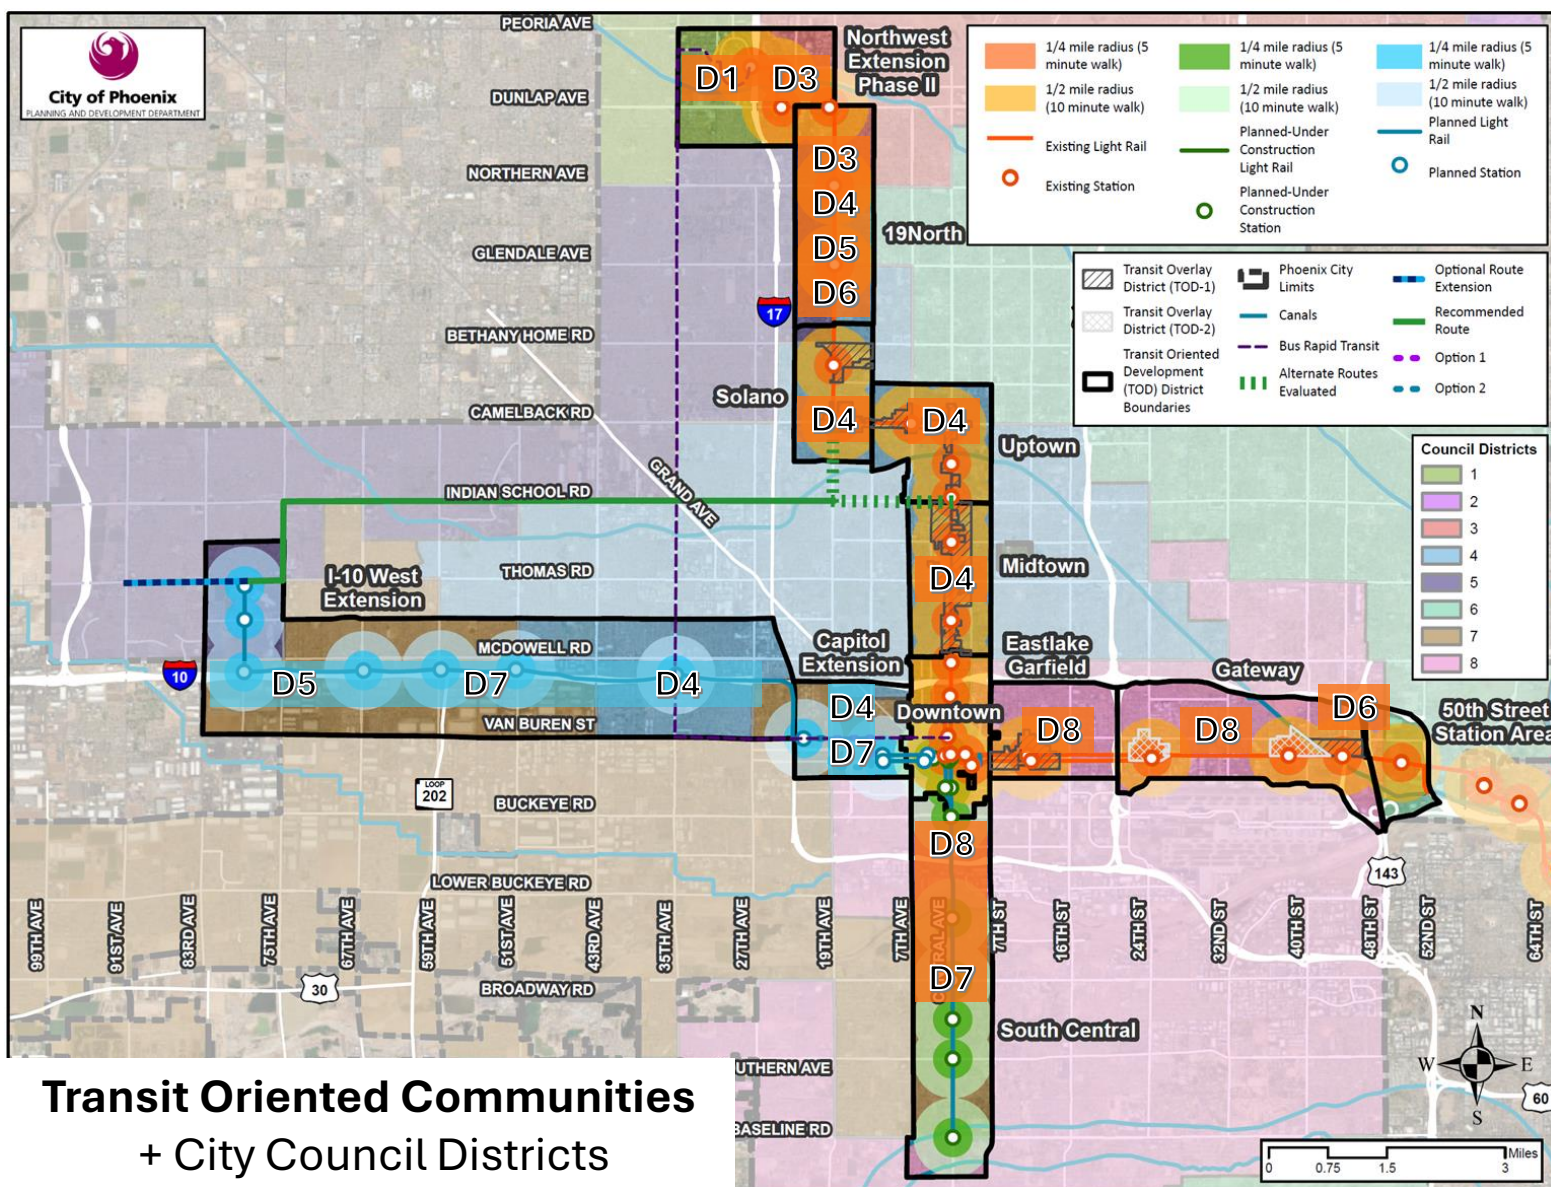 City of Phoenix
PLANNING AND DEVELOPMENT DEPARTMENT
PEORIA AVE
DUNLAP AVE
NORTHERN AVE
GLENDALE AVE
BETHANY HOME RD
CAMELBACK RD
INDIAN SCHOOL RD
THOMAS RD
MCDOWELL RD
VAN BUREN ST
BUCKEYE RD
LOWER BUCKEYE RD
BROADWAY RD
UTHERN AVE
BASELINE RD
GRAND AVE
Northwest
Extension
Phase II
D1
D3
D3
D4
D5
D6
19North
17
Solano
D4
D4
Uptown
D4
Midtown
I-10 West
Extension
10
D5
D7
D4
Capitol
Extension
D4
D7
Downtown
Eastlake
Garfield
D8
Gateway
D8
D6
50th Street
Station Area
D8
D7
South Central
LOOP
202
30
143
60
99TH AVE
91ST AVE
83RD AVE
75TH AVE
67TH AVE
59TH AVE
51ST AVE
43RD AVE
35TH AVE
27TH AVE
19TH AVE
7TH AVE
RAL AVE
7TH ST
16TH ST
24TH ST
32ND ST
40TH ST
48TH ST
52ND ST
64TH ST
1/4 mile radius (5
minute walk)
1/2 mile radius
(10 minute walk)
Existing Light Rail
Existing Station
1/4 mile radius (5
minute walk)
1/2 mile radius
(10 minute walk)
Planned-Under
Construction
Light Rail
Planned-Under
Construction
Station
1/4 mile radius (5
minute walk)
1/2 mile radius
(10 minute walk)
Planned Light
Rail
Planned Station
Transit Overlay
District (TOD-1)
Transit Overlay
District (TOD-2)
Transit Oriented
Development
(TOD) District
Boundaries
Phoenix City
Limits
Canals
Bus Rapid Transit
Alternate Routes
Evaluated
Optional Route
Extension
Recommended
Route
Option 1
Option 2
Council Districts
1
2
3
4
5
6
7
8
N
W
E
S
Miles
0
0.75
1.5
3
Transit Oriented Communities
+ City Council Districts